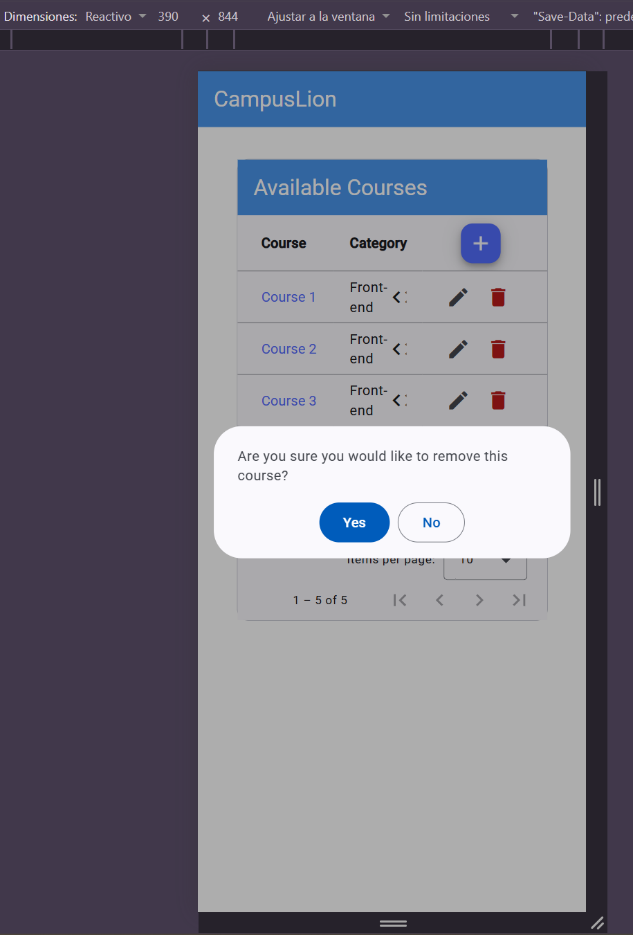 Dimensiones: Reactivo 390 × 844 Ajustar a la ventana Sin limitaciones "Save-Data":
CampusLion
Available Courses
Course Category +
Course 1 Front-
end
Course 2 Front-
end
Course 3 Front-
end
Are you sure you would like to remove this
course?
Yes No
Items per page: 10
1 – 5 of 5